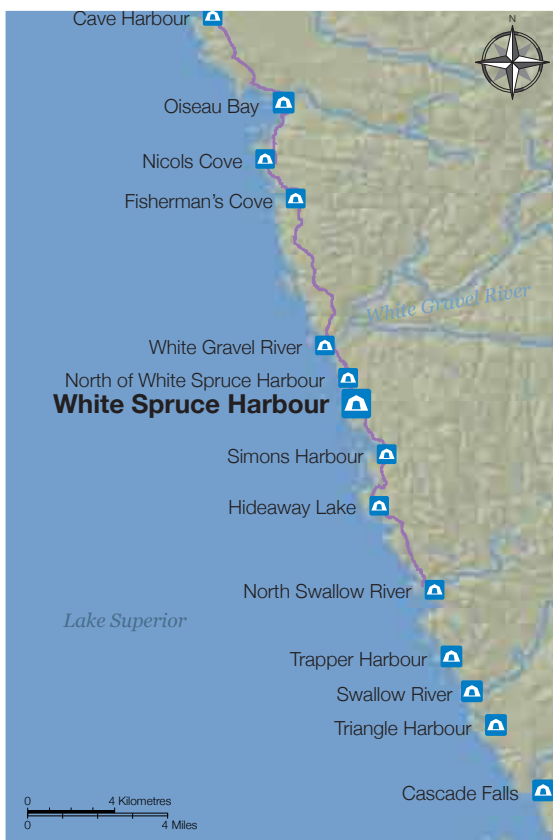 Cave Harbour
N
Oiseau Bay
Nicols Cove
Fisherman's Cove
White Gravel River
White Gravel River
North of White Spruce Harbour
White Spruce Harbour
Simons Harbour
Hideaway Lake
North Swallow River
Lake Superior
Trapper Harbour
Swallow River
Triangle Harbour
Cascade Falls
0 4 Kilometres
0 4 Miles